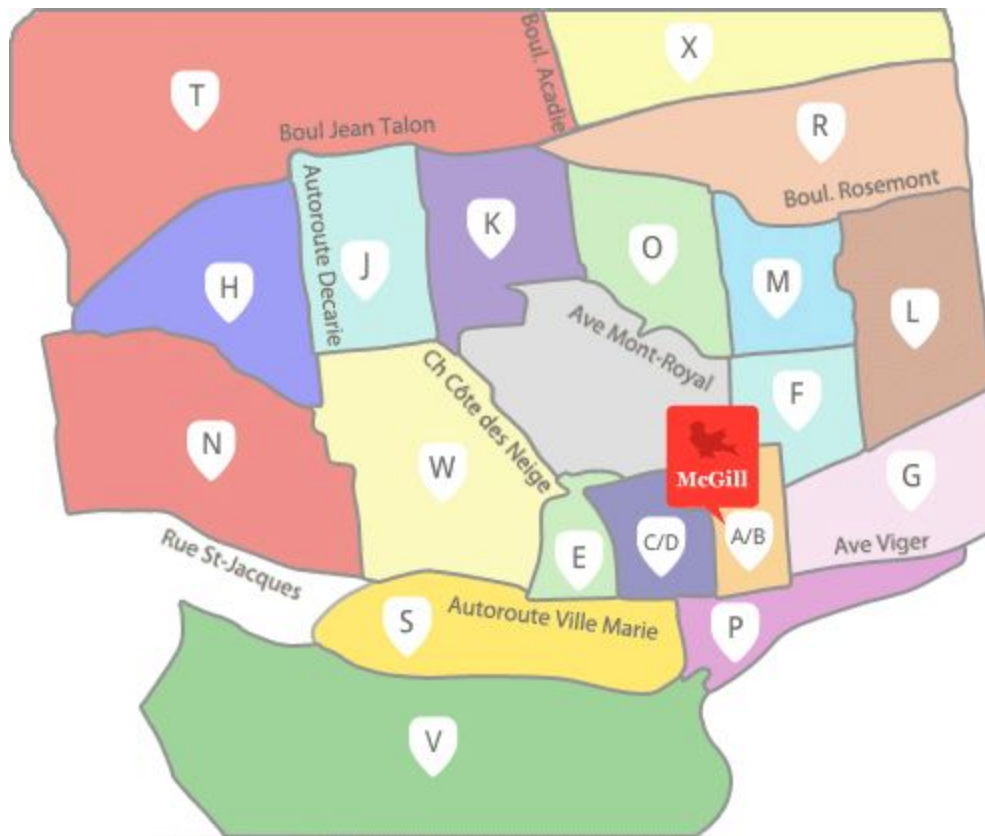 X
T
Boul. Acadie
R
Boul Jean Talon
Boul. Rosemont
Autoroute Decarie
K
O
J
H
M
L
Ave Mont-Royal
Ch Côte des Neige
F
McGill
N
W
G
A/B
C/D
Ave Viger
E
Rue St-Jacques
S
Autoroute Ville Marie
P
V